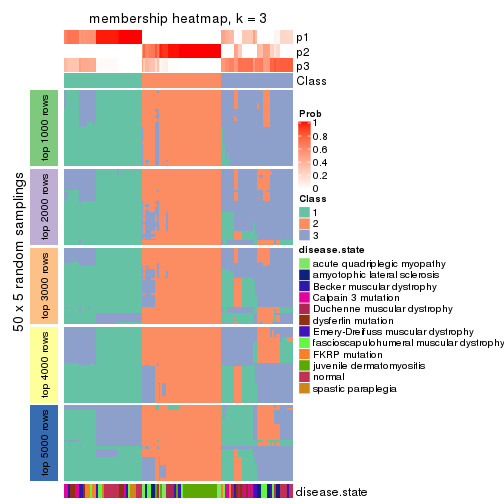 membership heatmap, k = 3
p1
p2
p3
Class
50 x 5 random samplings
top 1000 rows
top 2000 rows
top 3000 rows
top 4000 rows
top 5000 rows
disease.state
Prob
1
0.8
0.6
0.4
0.2
0
Class
1
2
3
disease.state
acute quadriplegic myopathy
amyotophic lateral sclerosis
Becker muscular dystrophy
Calpain 3 mutation
Duchenne muscular dystrophy
dysferlin mutation
Emery-Dreifuss muscular dystrophy
fascioscapulohumeral muscular dystrophy
FKRP mutation
juvenile dermatomyositis
normal
spastic paraplegia